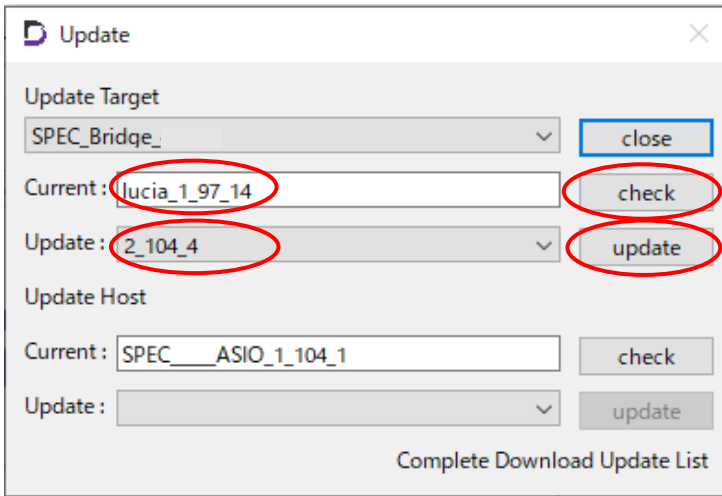 Update
Update Target
SPEC_Bridge_
close
Current : lucia_1_97_14
check
Update : 2_104_4
update
Update Host
Current : SPEC____ASIO_1_104_1
check
Update :
update
Complete Download Update List